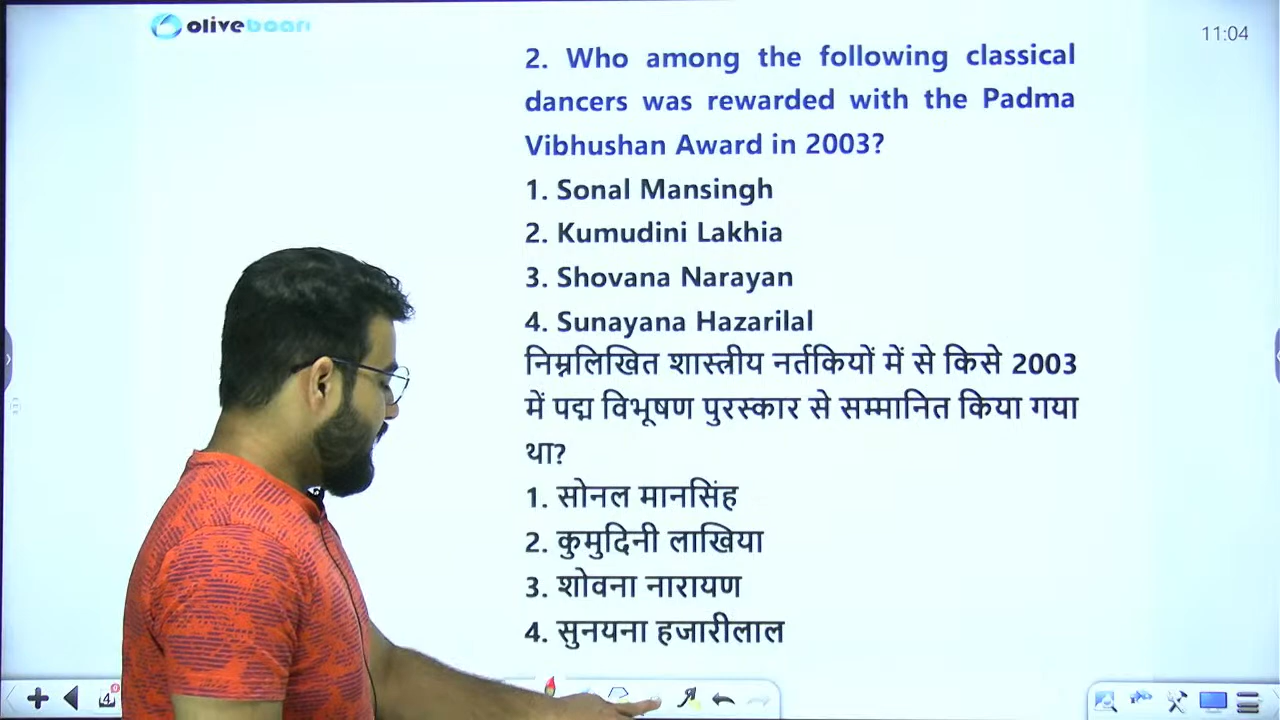 oliveboard
11:04
2. Who among the following classical
dancers was rewarded with the Padma
Vibhushan Award in 2003?
1. Sonal Mansingh
2. Kumudini Lakhia
3. Shovana Narayan
4. Sunayana Hazarilal
निम्नलिखित शास्त्रीय नर्तकियों में से किसे 2003
में पद्म विभूषण पुरस्कार से सम्मानित किया गया
था?
1. सोनल मानसिंह
2. कुमुदिनी लाखिया
3. शोवना नारायण
4. सुनयना हजारीलाल
4